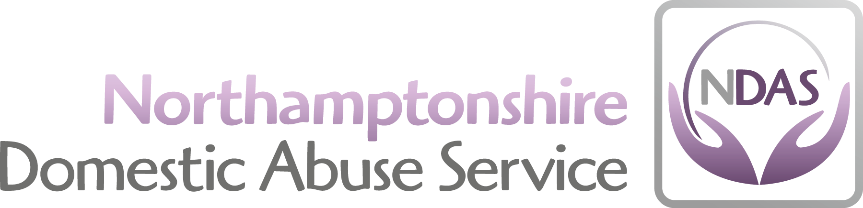 Northamptonshire
Domestic Abuse Service
NDAS